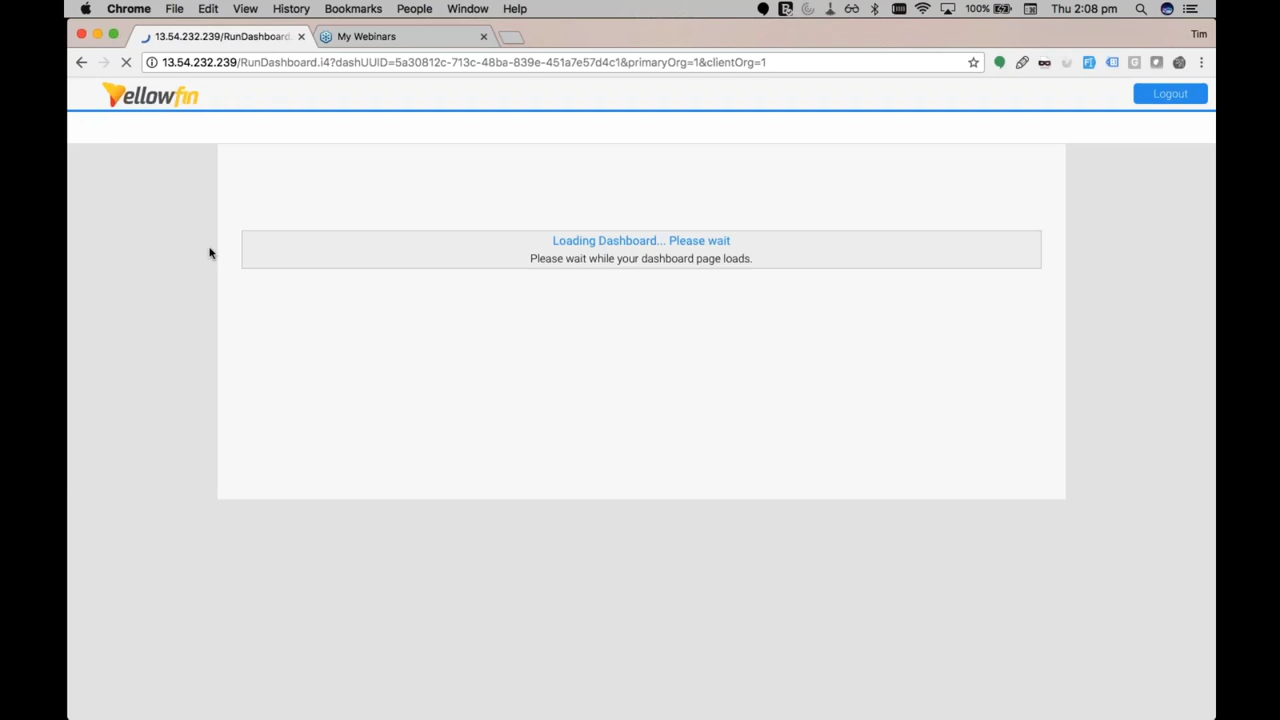 Chrome File Edit View History Bookmarks People Window Help 100% Thu 2:08 pm
13.54.232.239/RunDashboard. My Webinars Tim
13.54.232.239/RunDashboard.i4?dashUUID=5a30812c-713c-48ba-839e-451a7e57d4c1&primaryOrg=1&clientOrg=1
Yellowfin Logout
Loading Dashboard... Please wait
Please wait while your dashboard page loads.